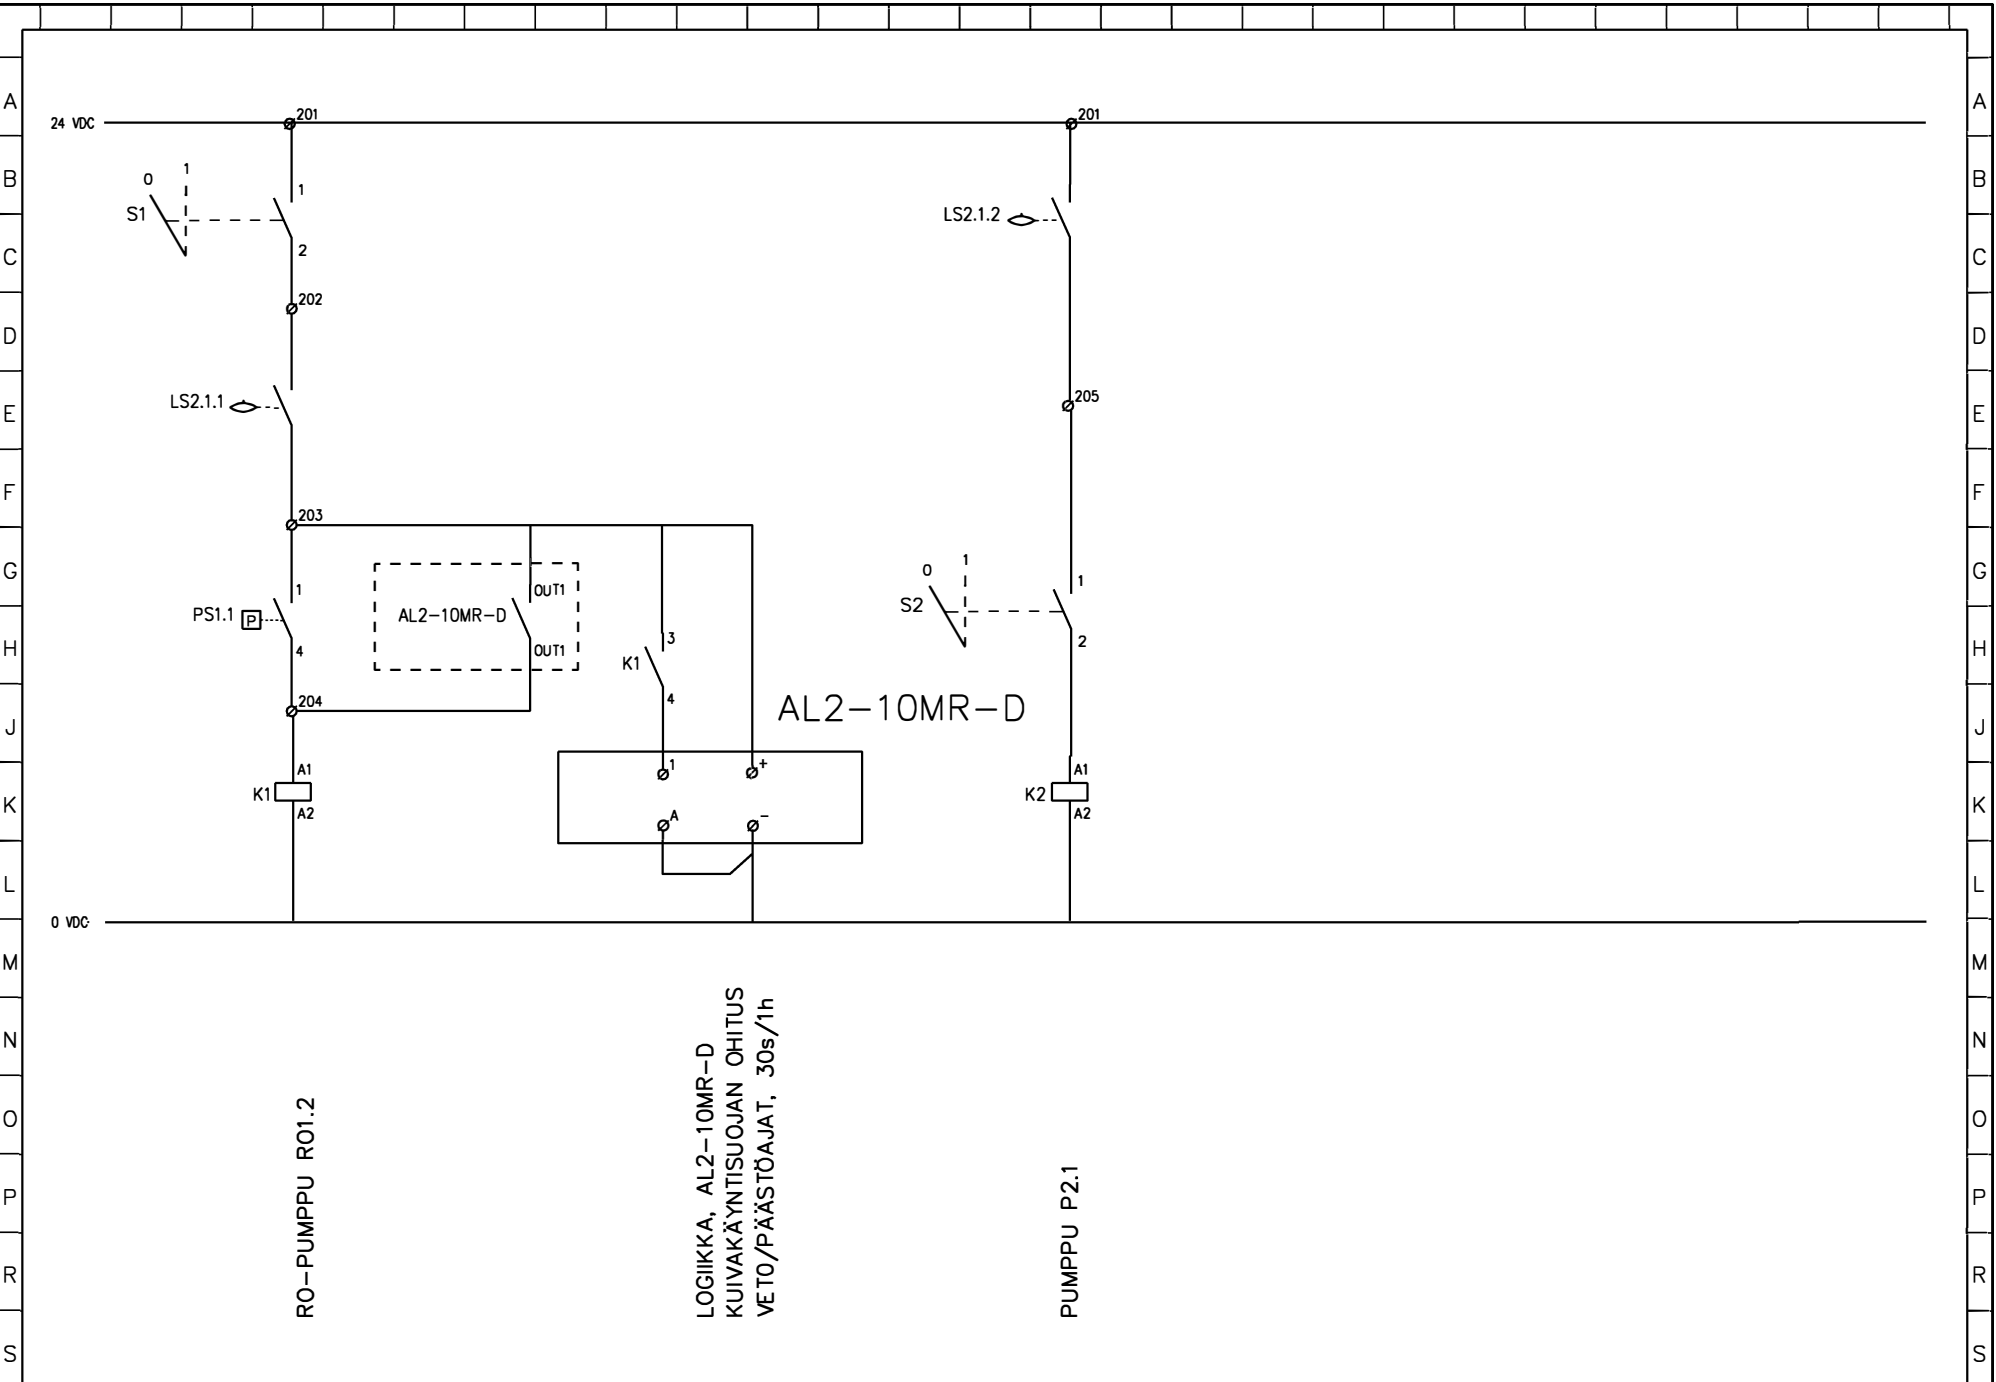 A
A
24 VDC
201
201
B
B
0
1
1
S1
LS2.1.2
2
C
C
202
D
D
LS2.1.1
205
E
E
F
F
203
G
G
1
OUT1
0
1
1
PS1.1
P
AL2-10MR-D
S2
4
OUT1
K1
3
2
H
H
204
4
AL2-10MR-D
J
J
A1
1
+
A1
K1
K2
K
K
A2
A
-
A2
L
L
0 VDC
M
M
N
N
O
O
P
P
R
R
S
S
RO-PUMPPU RO1.2
LOGIIKKA, AL2-10MR-D
KUIVAKÄYNTISUOJAN OHITUS
VETO/PÄÄSTÖAJAT, 30s/1h
PUMPPU P2.1